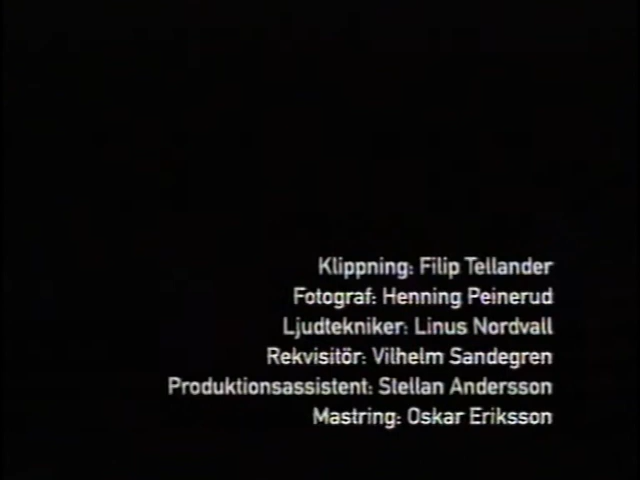 Klippning: Filip Tellander
Fotograf: Henning Peinerud
Ljudtekniker: Linus Nordvall
Rekvisitör: Vilhelm Sandegren
Produktionsassistent: Stellan Andersson
Mastring: Oskar Eriksson